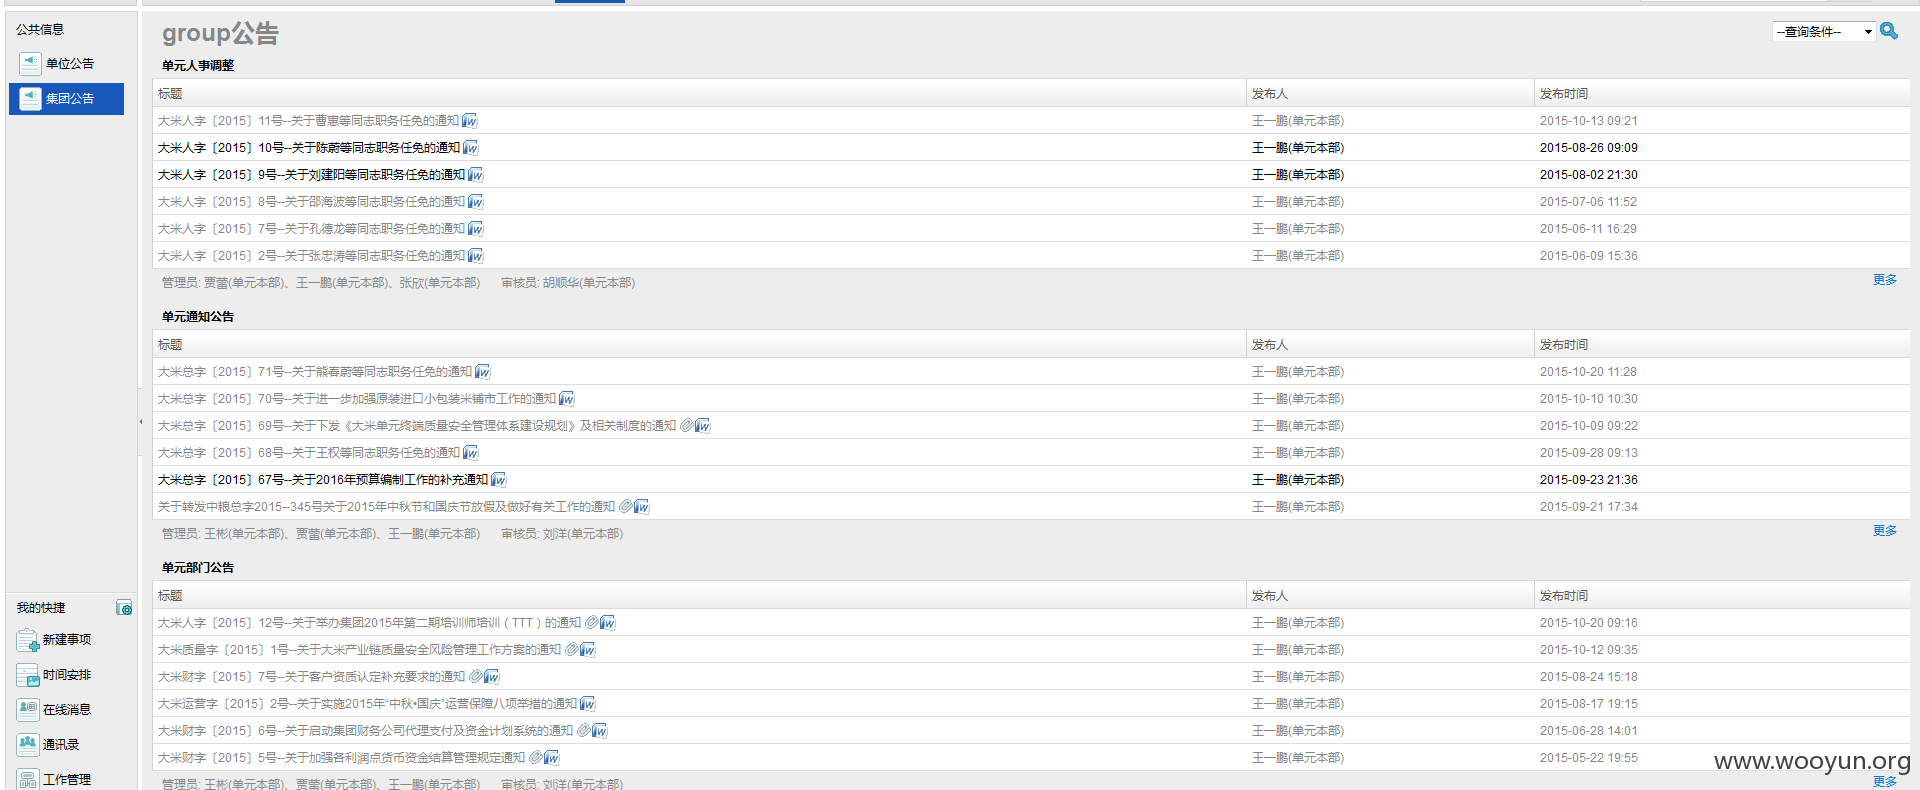 公共信息
单位公告
集团公告
group公告
--查询条件--
单元人事调整
标题 发布人 发布时间
大米人字〔2015〕11号--关于曹惠等同志职务任免的通知 王一鹏(单元本部) 2015-10-13 09:21
大米人字〔2015〕10号--关于陈蔚等同志职务任免的通知 王一鹏(单元本部) 2015-08-26 09:09
大米人字〔2015〕9号--关于刘建阳等同志职务任免的通知 王一鹏(单元本部) 2015-08-02 21:30
大米人字〔2015〕8号--关于邵海波等同志职务任免的通知 王一鹏(单元本部) 2015-07-06 11:52
大米人字〔2015〕7号--关于孔德龙等同志职务任免的通知 王一鹏(单元本部) 2015-06-11 16:29
大米人字〔2015〕2号--关于张忠涛等同志职务任免的通知 王一鹏(单元本部) 2015-06-09 15:36
管理员: 贾蕾(单元本部)、王一鹏(单元本部)、张欣(单元本部) 审核员: 胡顺华(单元本部) 更多
单元通知公告
标题 发布人 发布时间
大米总字〔2015〕71号--关于熊春蔚等同志职务任免的通知 王一鹏(单元本部) 2015-10-20 11:28
大米总字〔2015〕70号--关于进一步加强原装进口小包装米铺市工作的通知 王一鹏(单元本部) 2015-10-10 10:30
大米总字〔2015〕69号--关于下发《大米单元终端质量安全管理体系建设规划》及相关制度的通知 王一鹏(单元本部) 2015-10-09 09:22
大米总字〔2015〕68号--关于王权等同志职务任免的通知 王一鹏(单元本部) 2015-09-28 09:13
大米总字〔2015〕67号--关于2016年预算编制工作的补充通知 王一鹏(单元本部) 2015-09-23 21:36
关于转发中粮总字2015--345号关于2015年中秋节和国庆节放假及做好有关工作的通知 王一鹏(单元本部) 2015-09-21 17:34
管理员: 王彬(单元本部)、贾蕾(单元本部)、王一鹏(单元本部) 审核员: 刘洋(单元本部) 更多
单元部门公告
标题 发布人 发布时间
大米人字〔2015〕12号--关于举办集团2015年第二期培训师培训（TTT）的通知 王一鹏(单元本部) 2015-10-20 09:16
大米质量字〔2015〕1号--关于大米产业链质量安全风险管理工作方案的通知 王一鹏(单元本部) 2015-10-12 09:35
大米财字〔2015〕7号--关于客户资质认定补充要求的通知 王一鹏(单元本部) 2015-08-24 15:18
大米运营字〔2015〕2号--关于实施2015年“中秋•国庆”运营保障八项举措的通知 王一鹏(单元本部) 2015-08-17 19:15
大米财字〔2015〕6号--关于启动集团财务公司代理支付及资金计划系统的通知 王一鹏(单元本部) 2015-06-28 14:01
大米财字〔2015〕5号--关于加强各利润点货币资金结算管理规定通知 王一鹏(单元本部) 2015-05-22 19:55
管理员: 王彬(单元本部)、贾蕾(单元本部)、王一鹏(单元本部) 审核员: 刘洋(单元本部) 更多
我的快捷
新建事项
时间安排
在线消息
通讯录
工作管理
www.wooyun.org